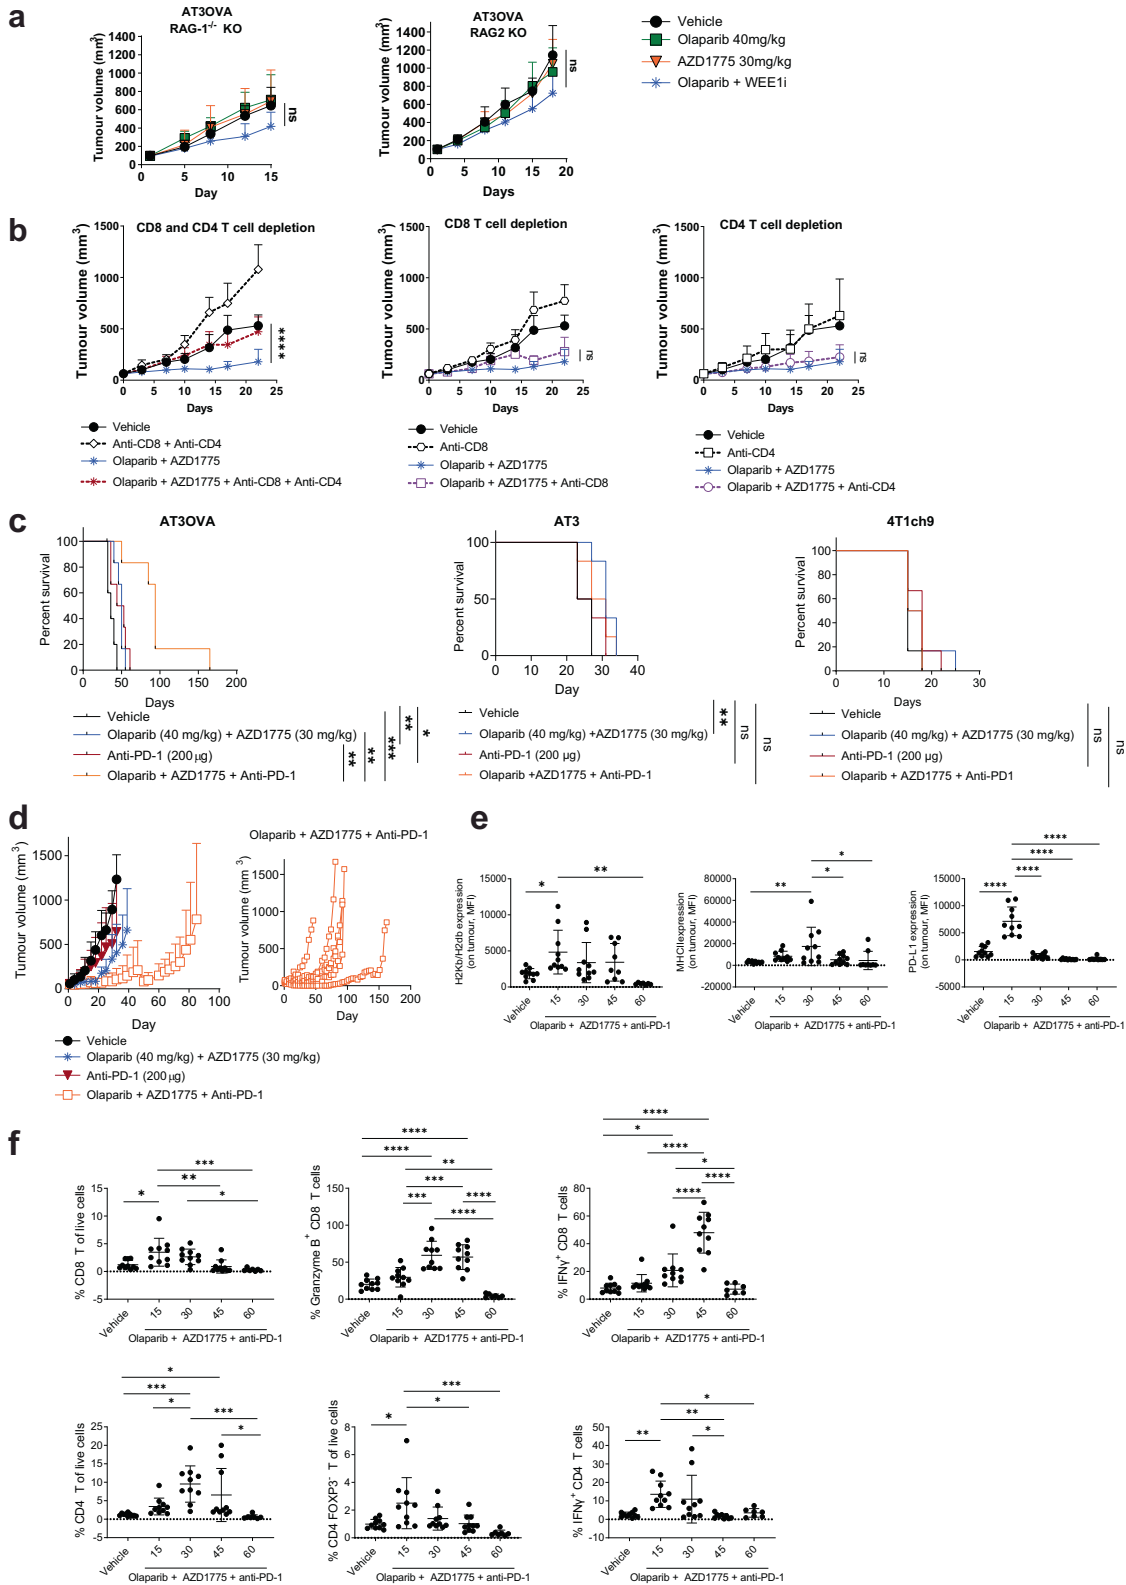 a
AT3OVA
RAG-1-/- KO
Tumour volume (mm3)
1400
1200
1000
800
600
400
200
0
0 5 10 15
Day
ns
AT3OVA
RAG2 KO
Tumour volume (mm3)
1400
1200
1000
800
600
400
200
0
0 5 10 15 20
Days
ns
Vehicle
Olaparib 40mg/kg
AZD1775 30mg/kg
Olaparib + WEE1i
b
CD8 and CD4 T cell depletion
Tumour volume (mm3)
1500
1000
500
0
0 5 10 15 20 25
Days
****
Vehicle
Anti-CD8 + Anti-CD4
Olaparib + AZD1775
Olaparib + AZD1775 + Anti-CD8 + Anti-CD4
CD8 T cell depletion
Tumour volume (mm3)
1500
1000
500
0
0 5 10 15 20 25
Days
ns
Vehicle
Anti-CD8
Olaparib + AZD1775
Olaparib + AZD1775 + Anti-CD8
CD4 T cell depletion
Tumour volume (mm3)
1500
1000
500
0
0 5 10 15 20 25
Days
ns
Vehicle
Anti-CD4
Olaparib + AZD1775
Olaparib + AZD1775 + Anti-CD4
c
AT3OVA
Percent survival
100
80
60
40
20
0
0 50 100 150 200
Days
Vehicle
Olaparib (40 mg/kg) + AZD1775 (30 mg/kg)
Anti-PD-1 (200 µg)
Olaparib + AZD1775 + Anti-PD-1
** ** *** ** *
AT3
Percent survival
100
50
0
0 10 20 30 40
Day
Vehicle
Olaparib (40 mg/kg) +AZD1775 (30 mg/kg)
Anti-PD-1 (200 µg)
Olaparib +AZD1775 + Anti-PD-1
** ns ns
4T1ch9
Percent survival
100
80
60
40
20
0
0 10 20 30
Days
Vehicle
Olaparib (40 mg/kg) + AZD1775 (30 mg/kg)
Anti-PD-1 (200 µg)
Olaparib + AZD1775 + Anti-PD1
ns ns
d
Tumour volume (mm3)
1500
1000
500
0
0 20 40 60 80 100
Day
Vehicle
Olaparib (40 mg/kg) + AZD1775 (30 mg/kg)
Anti-PD-1 (200 µg)
Olaparib + AZD1775 + Anti-PD-1
Olaparib + AZD1775 + Anti-PD-1
Tumour volume (mm3)
1500
1000
500
0
0 50 100 150 200
Day
e
H2Kb/H2db expression
(on tumour, MFI)
15000
10000
5000
0
* **
Vehicle 15 30 45 60
Olaparib + AZD1775 + anti-PD-1
MHCIIexpression
(on tumour, MFI)
80000
60000
40000
20000
0
-20000
** * *
Vehicle 15 30 45 60
Olaparib + AZD1775 + anti-PD-1
PD-L1 expression
(on tumour, MFI)
15000
10000
5000
0
-5000
**** **** **** ****
Vehicle 15 30 45 60
Olaparib + AZD1775 + anti-PD-1
f
% CD8 T of live cells
15
10
5
0
-5
*** ** * *
Vehicle 15 30 45 60
Olaparib + AZD1775 + anti-PD-1
% Granzyme B+ CD8 T cells
150
100
50
0
**** **** ** *** *** **** ****
Vehicle 15 30 45 60
Olaparib + AZD1775 + anti-PD-1
% IFNγ+ CD8 T cells
80
60
40
20
0
**** * **** * **** ****
Vehicle 15 30 45 60
Olaparib + AZD1775 + anti-PD-1
% CD4 T of live cells
25
20
15
10
5
0
-5
* *** * *** *
Vehicle 15 30 45 60
Olaparib + AZD1775 + anti-PD-1
% CD4 FOXP3- T of live cells
8
6
4
2
0
-2
*** * *
Vehicle 15 30 45 60
Olaparib + AZD1775 + anti-PD-1
% IFNγ+ CD4 T cells
50
40
30
20
10
0
-10
* ** ** *
Vehicle 15 30 45 60
Olaparib + AZD1775 + anti-PD-1